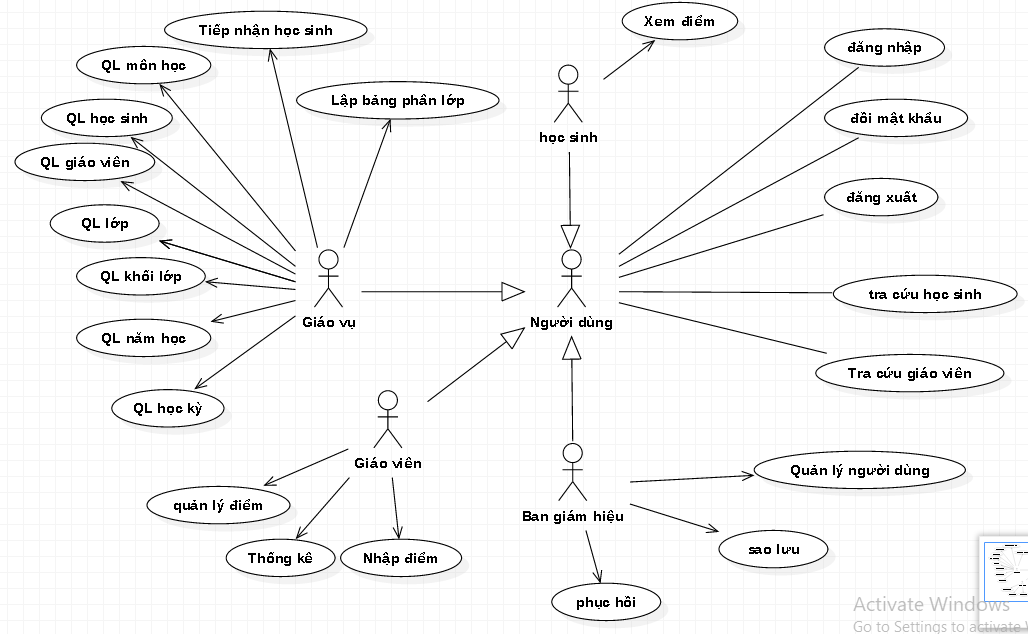 Tiếp nhận học sinh
Xem điểm
đăng nhập
QL môn học
Lập bảng phân lớp
QL học sinh
đổi mật khẩu
học sinh
QL giáo viên
đăng xuất
QL lớp
QL khối lớp
tra cứu học sinh
Giáo vụ
Người dùng
QL năm học
Tra cứu giáo viên
QL học kỳ
Giáo viên
Quản lý người dùng
quản lý điểm
Ban giám hiệu
sao lưu
Thống kê
Nhập điểm
phục hồi
Activate Windows
Go to Settings to activate